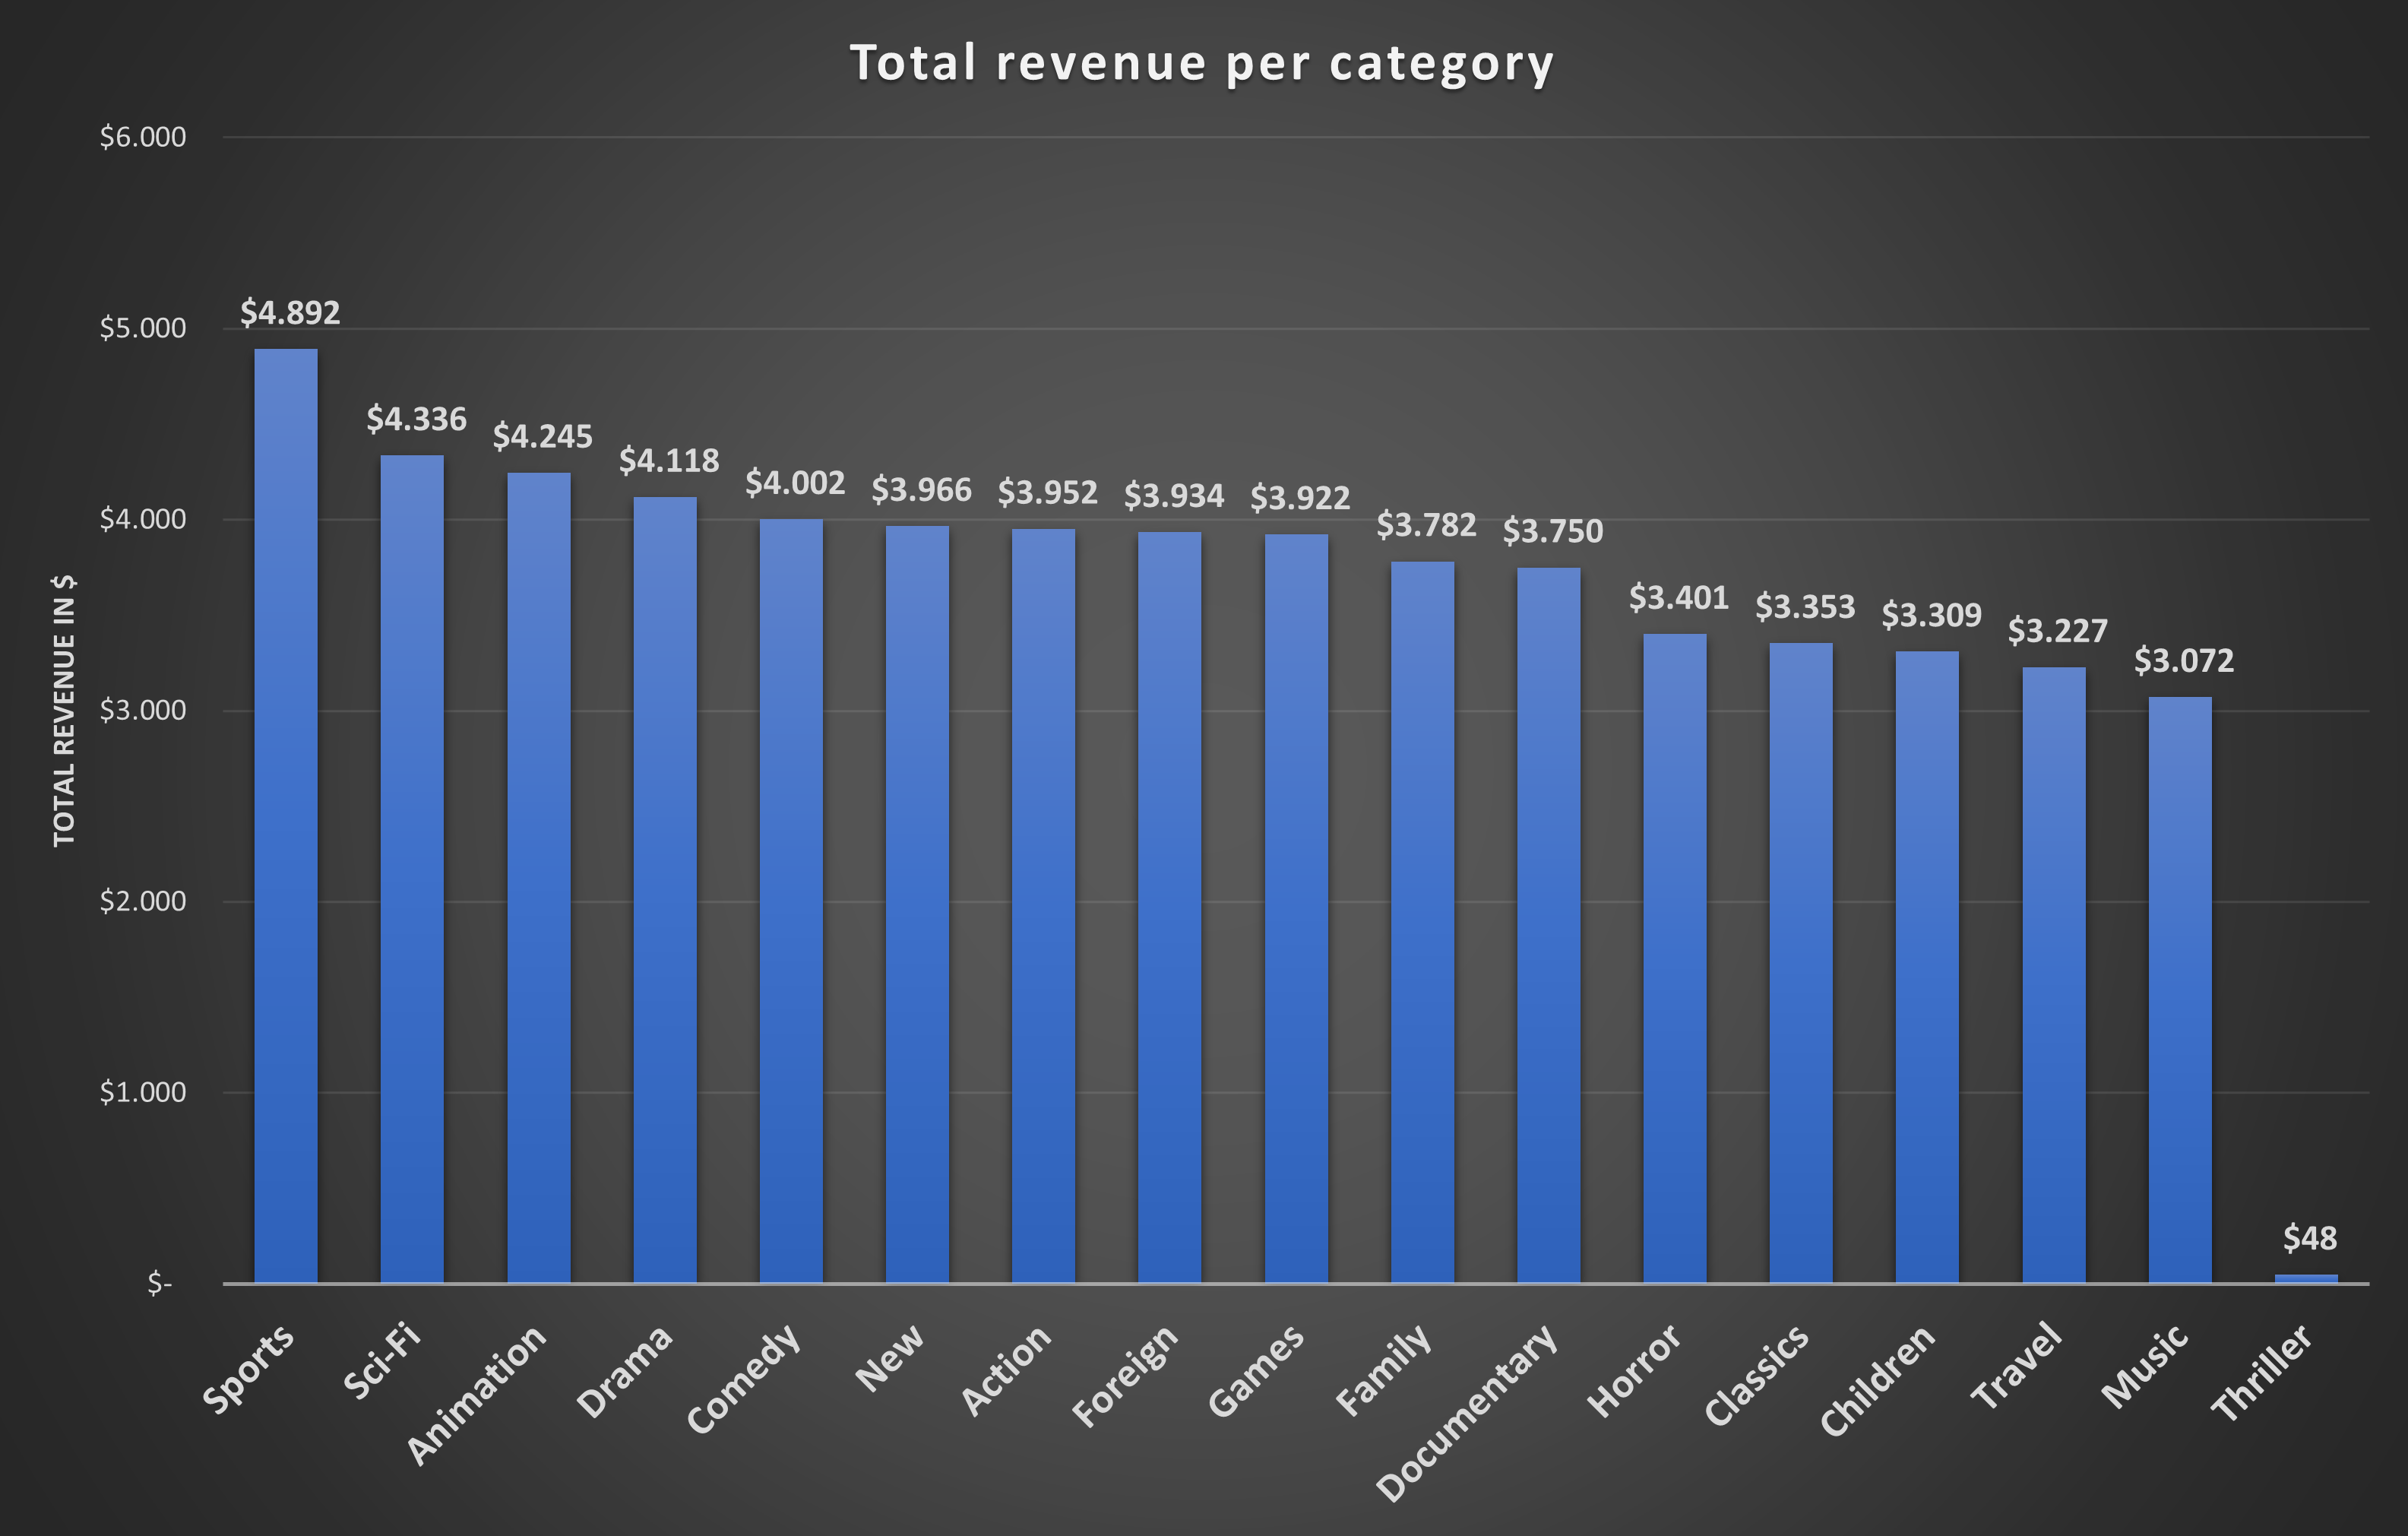 Total revenue per category
$6.000
$5.000
$4.000
$3.000
$2.000
$1.000
$-
TOTAL REVENUE IN $
$4.892
$4.336
$4.245
$4.118
$4.002
$3.966
$3.952
$3.934
$3.922
$3.782
$3.750
$3.401
$3.353
$3.309
$3.227
$3.072
$48
Sports
Sci-Fi
Animation
Drama
Comedy
New
Action
Foreign
Games
Family
Documentary
Horror
Classics
Children
Travel
Music
Thriller